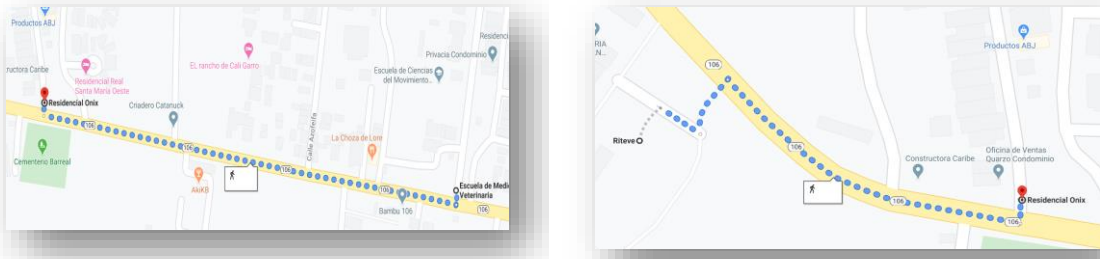 Productos ABJ
EL rancho de Cali Garro
Privacia Condominio
Escuela de Ciencias
del Movimiento...
ructora Caribe
Residencial Real
Santa María Oeste
Residencial Onix
Criadero Catanuck
106
106
106
106
106
106
Calle Azofeifa
La Choza de Lore
Cementerio Barreal
AkiKB
Bambu 106
Escuela de Medi
Veterinaria
RIA
N...
Productos ABJ
106
Riteve
106
Constructora Caribe
Oficina de Ventas
Quarzo Condominio
106
106
Residencial Onix